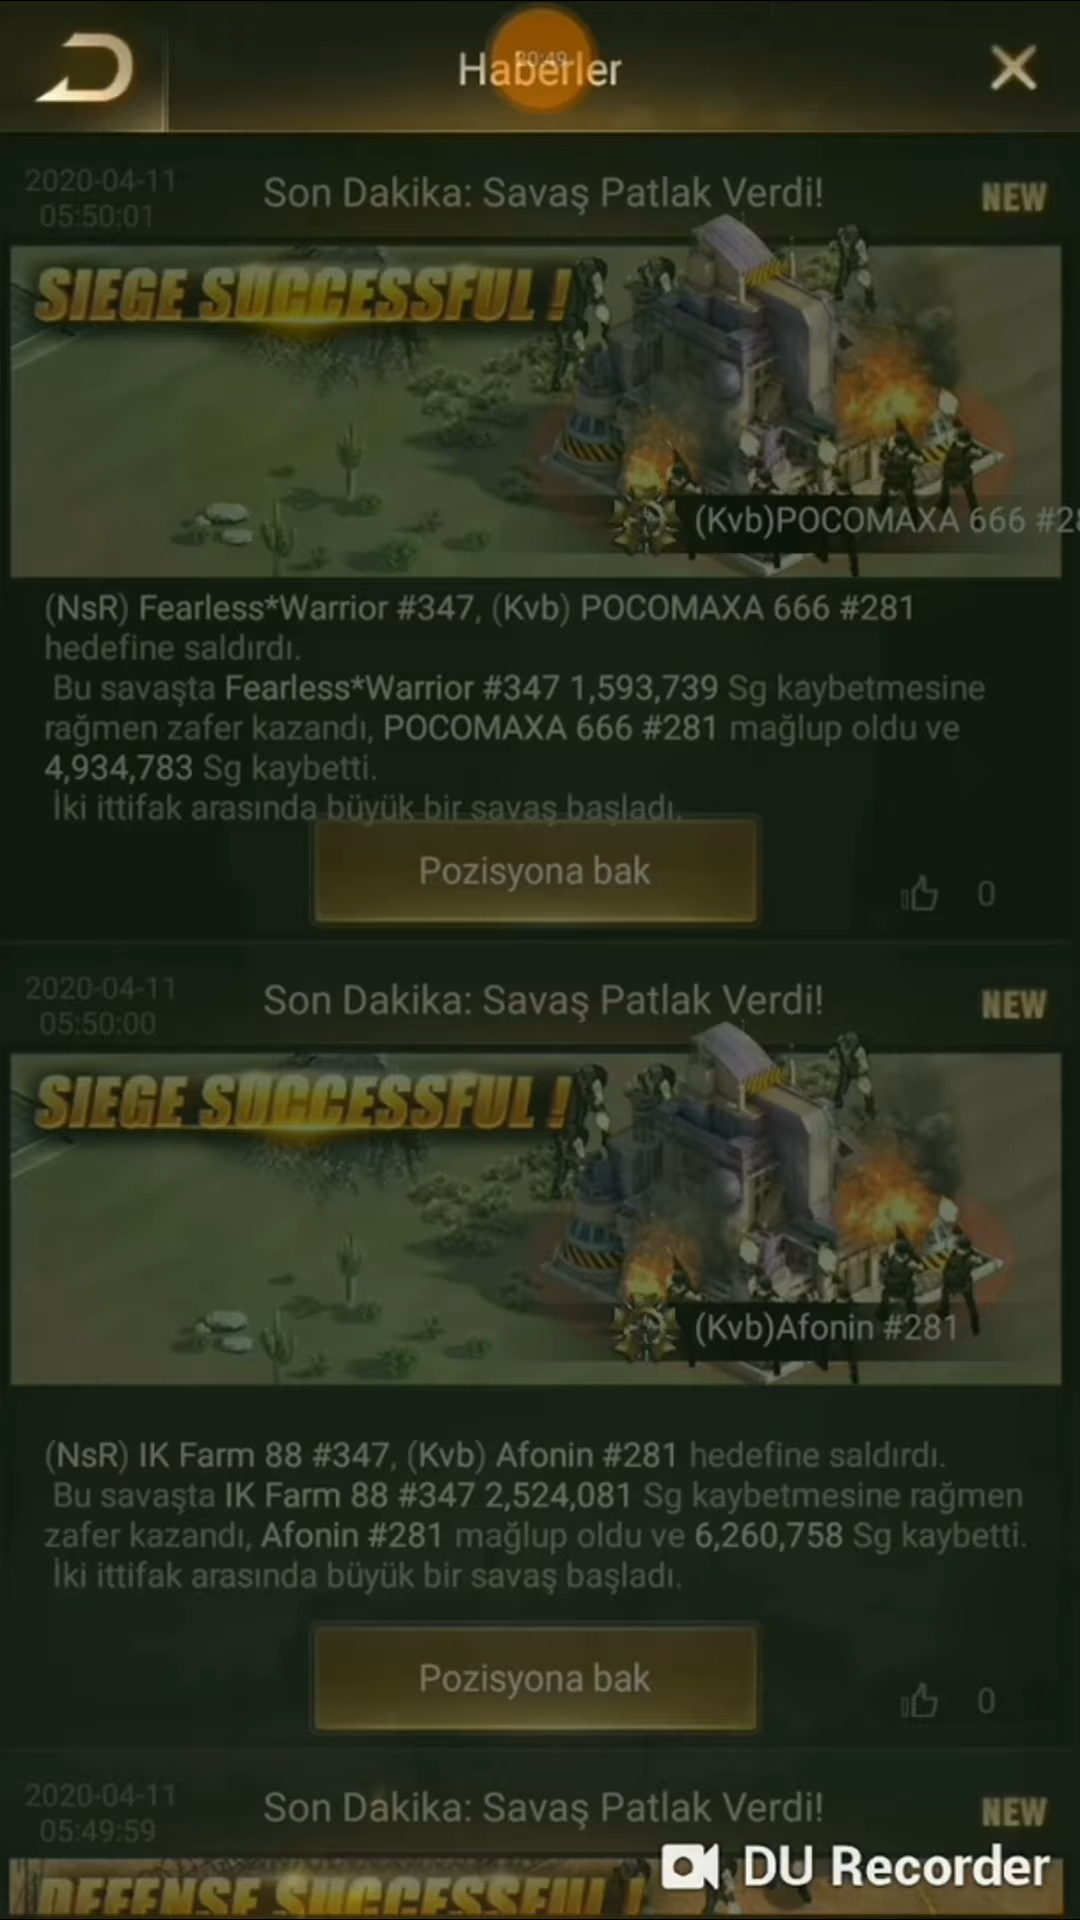 Haberler
20:49
2020-04-11
05:50:01
Son Dakika: Savaş Patlak Verdi!
NEW
SIEGE SUCCESSFUL !
(Kvb)POCOMAXA 666 #28
(NsR) Fearless*Warrior #347, (Kvb) POCOMAXA 666 #281
hedefine saldırdı.
Bu savaşta Fearless*Warrior #347 1,593,739 Sg kaybetmesine
rağmen zafer kazandı, POCOMAXA 666 #281 mağlup oldu ve
4,934,783 Sg kaybetti.
İki ittifak arasında büyük bir savaş başladı.
Pozisyona bak
0
2020-04-11
05:50:00
Son Dakika: Savaş Patlak Verdi!
NEW
SIEGE SUCCESSFUL !
(Kvb)Afonin #281
(NsR) IK Farm 88 #347, (Kvb) Afonin #281 hedefine saldırdı.
Bu savaşta IK Farm 88 #347 2,524,081 Sg kaybetmesine rağmen
zafer kazandı, Afonin #281 mağlup oldu ve 6,260,758 Sg kaybetti.
İki ittifak arasında büyük bir savaş başladı.
Pozisyona bak
0
2020-04-11
05:49:59
Son Dakika: Savaş Patlak Verdi!
NEW
DU Recorder
DEFENSE SUCCESSFUL !